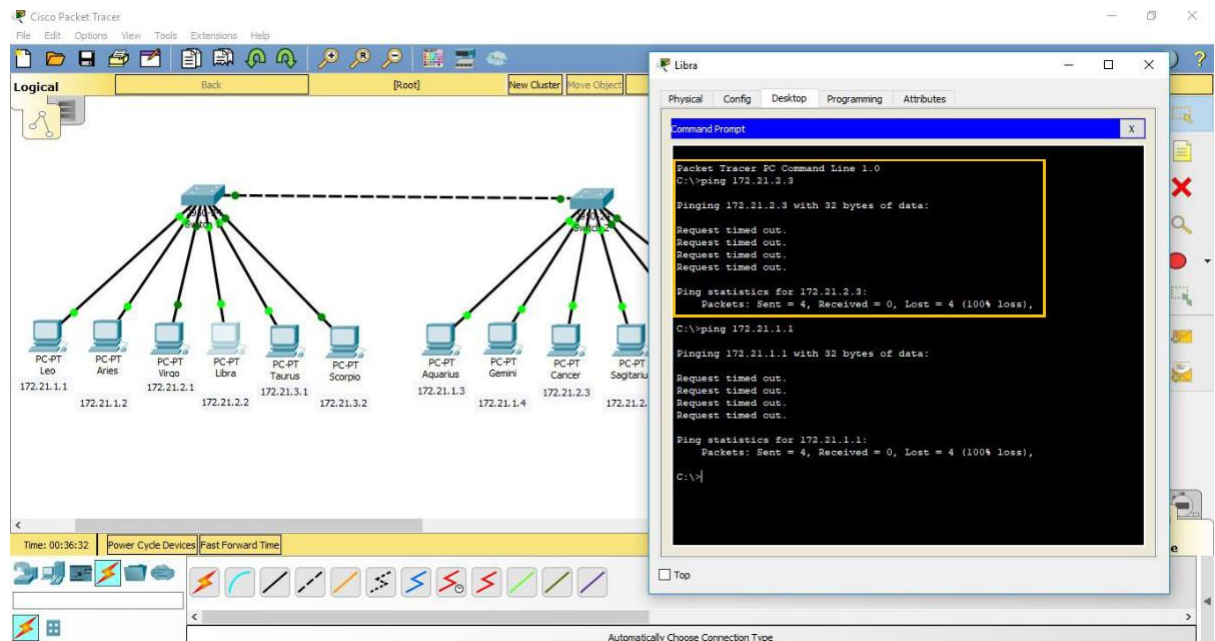 Cisco Packet Tracer
File Edit Options View Tools Extensions Help
Logical
Back
[Root]
New Cluster
Move Object
PC-PT
Leo
172.21.1.1
PC-PT
Aries
172.21.1.2
PC-PT
Virgo
172.21.2.1
PC-PT
Libra
172.21.2.2
PC-PT
Taurus
172.21.3.1
PC-PT
Scorpio
172.21.3.2
PC-PT
Aquarius
172.21.1.3
PC-PT
Gemini
172.21.1.4
PC-PT
Cancer
172.21.2.3
PC-PT
Sagitariu
172.21.2.
Libra
Physical Config Desktop Programming Attributes
Command Prompt
X
Packet Tracer PC Command Line 1.0
C:\>ping 172.21.2.3
Pinging 172.21.2.3 with 32 bytes of data:
Request timed out.
Request timed out.
Request timed out.
Request timed out.
Ping statistics for 172.21.2.3:
Packets: Sent = 4, Received = 0, Lost = 4 (100% loss),
C:\>ping 172.21.1.1
Pinging 172.21.1.1 with 32 bytes of data:
Request timed out.
Request timed out.
Request timed out.
Request timed out.
Ping statistics for 172.21.1.1:
Packets: Sent = 4, Received = 0, Lost = 4 (100% loss),
C:\>
Top
Time: 00:36:32
Power Cycle Devices
Fast Forward Time
Automatically Choose Connection Type